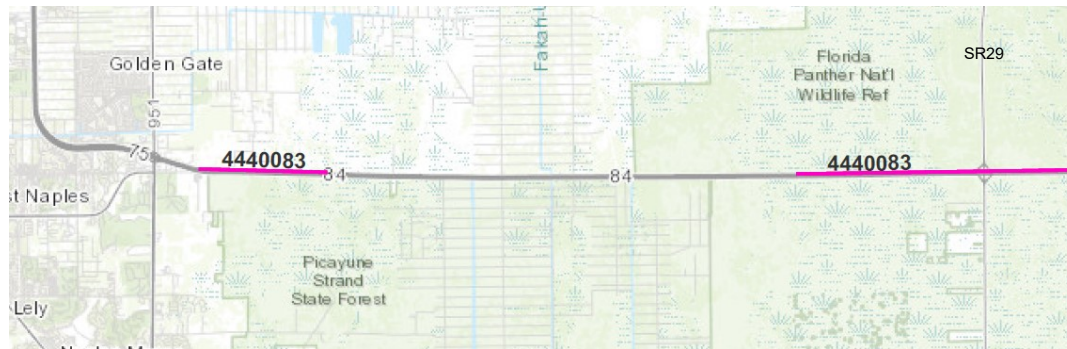 Fakah-U
Florida
Panther Nat'l
Wildlife Ref
SR29
Golden Gate
951
75
4440083
84
84
4440083
st Naples
Picayune
Strand
State Forest
Lely